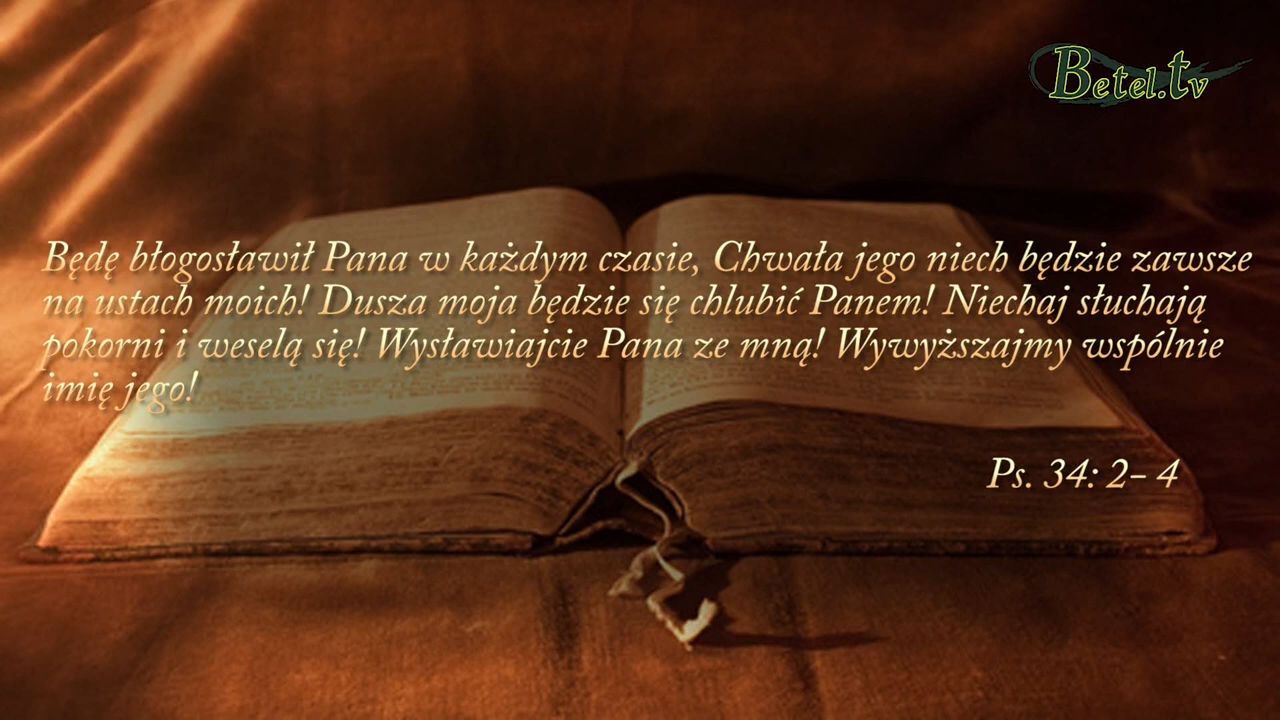 Betel.tv
Będę błogosławił Pana w każdym czasie, Chwała jego niech będzie zawsze
na ustach moich! Dusza moja będzie się chlubić Panem! Niechaj słuchają
pokorni i weselą się! Wysławiajcie Pana ze mną! Wywyższajmy wspólnie
imię jego!
Ps. 34: 2- 4